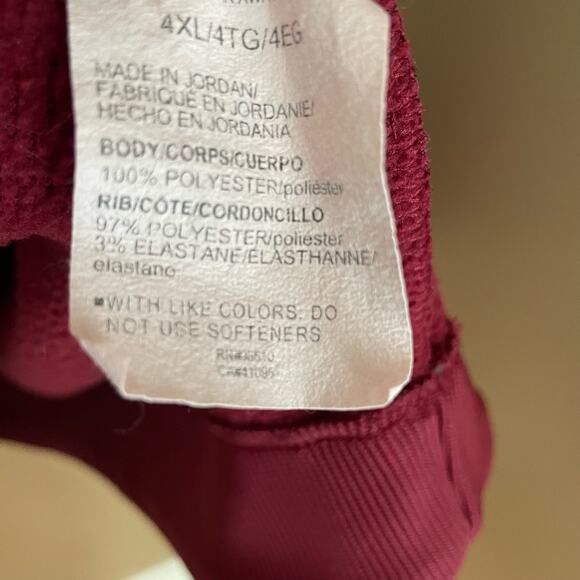 4XL/4TG/4EG
MADE IN JORDAN/
FABRIQUÉ EN JORDANIE/
HECHO EN JORDANIA
BODY/CORPS/CUERPO
100% POLYESTER/poliéster
RIB/CÔTE/CORDONCILLO
97% POLYESTER/poliéster
3% ELASTANE/ÉLASTHANNE/
elastano
*WITH LIKE COLORS. DO
NOT USE SOFTENERS